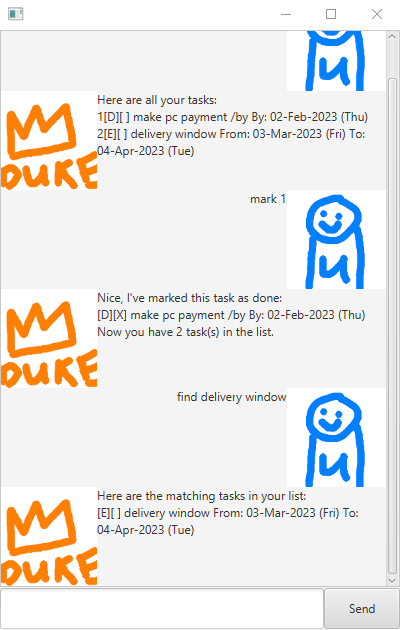 u
Here are all your tasks:
1[D][ ] make pc payment /by By: 02-Feb-2023 (Thu)
2[E][ ] delivery window From: 03-Mar-2023 (Fri) To:
04-Apr-2023 (Tue)
DUKE
mark 1
u
Nice, I've marked this task as done:
[D][X] make pc payment /by By: 02-Feb-2023 (Thu)
Now you have 2 task(s) in the list.
DUKE
find delivery window
u
Here are the matching tasks in your list:
[E][ ] delivery window From: 03-Mar-2023 (Fri) To:
04-Apr-2023 (Tue)
DUKE
Send